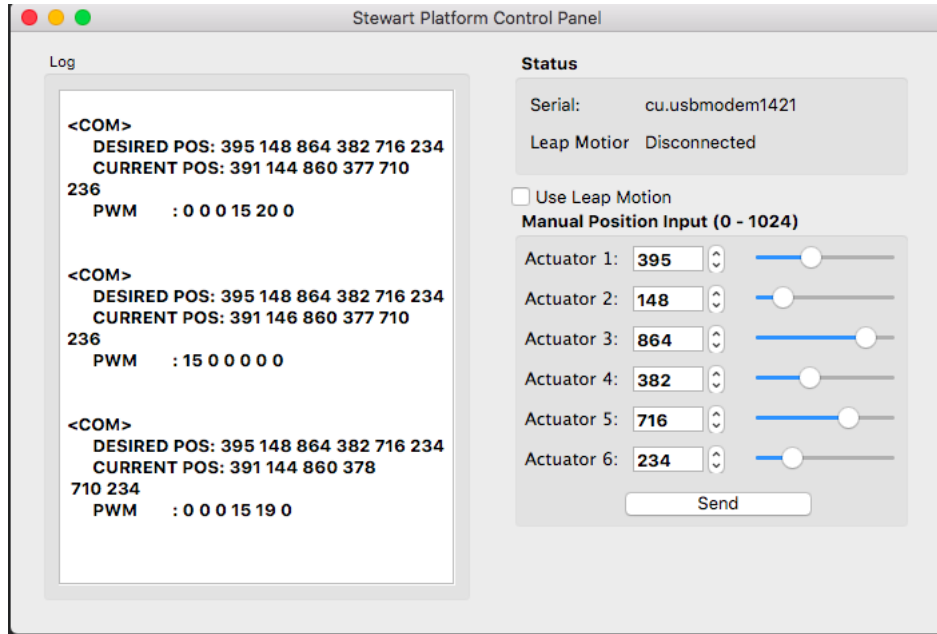 Stewart Platform Control Panel
Log
<COM>
DESIRED POS: 395 148 864 382 716 234
CURRENT POS: 391 144 860 377 710
236
PWM : 0 0 0 15 20 0
<COM>
DESIRED POS: 395 148 864 382 716 234
CURRENT POS: 391 146 860 377 710
236
PWM : 15 0 0 0 0 0
<COM>
DESIRED POS: 395 148 864 382 716 234
CURRENT POS: 391 144 860 378
710 234
PWM : 0 0 0 15 19 0
Status
Serial: cu.usbmodem1421
Leap Motior Disconnected
Use Leap Motion
Manual Position Input (0 - 1024)
Actuator 1: 395
Actuator 2: 148
Actuator 3: 864
Actuator 4: 382
Actuator 5: 716
Actuator 6: 234
Send